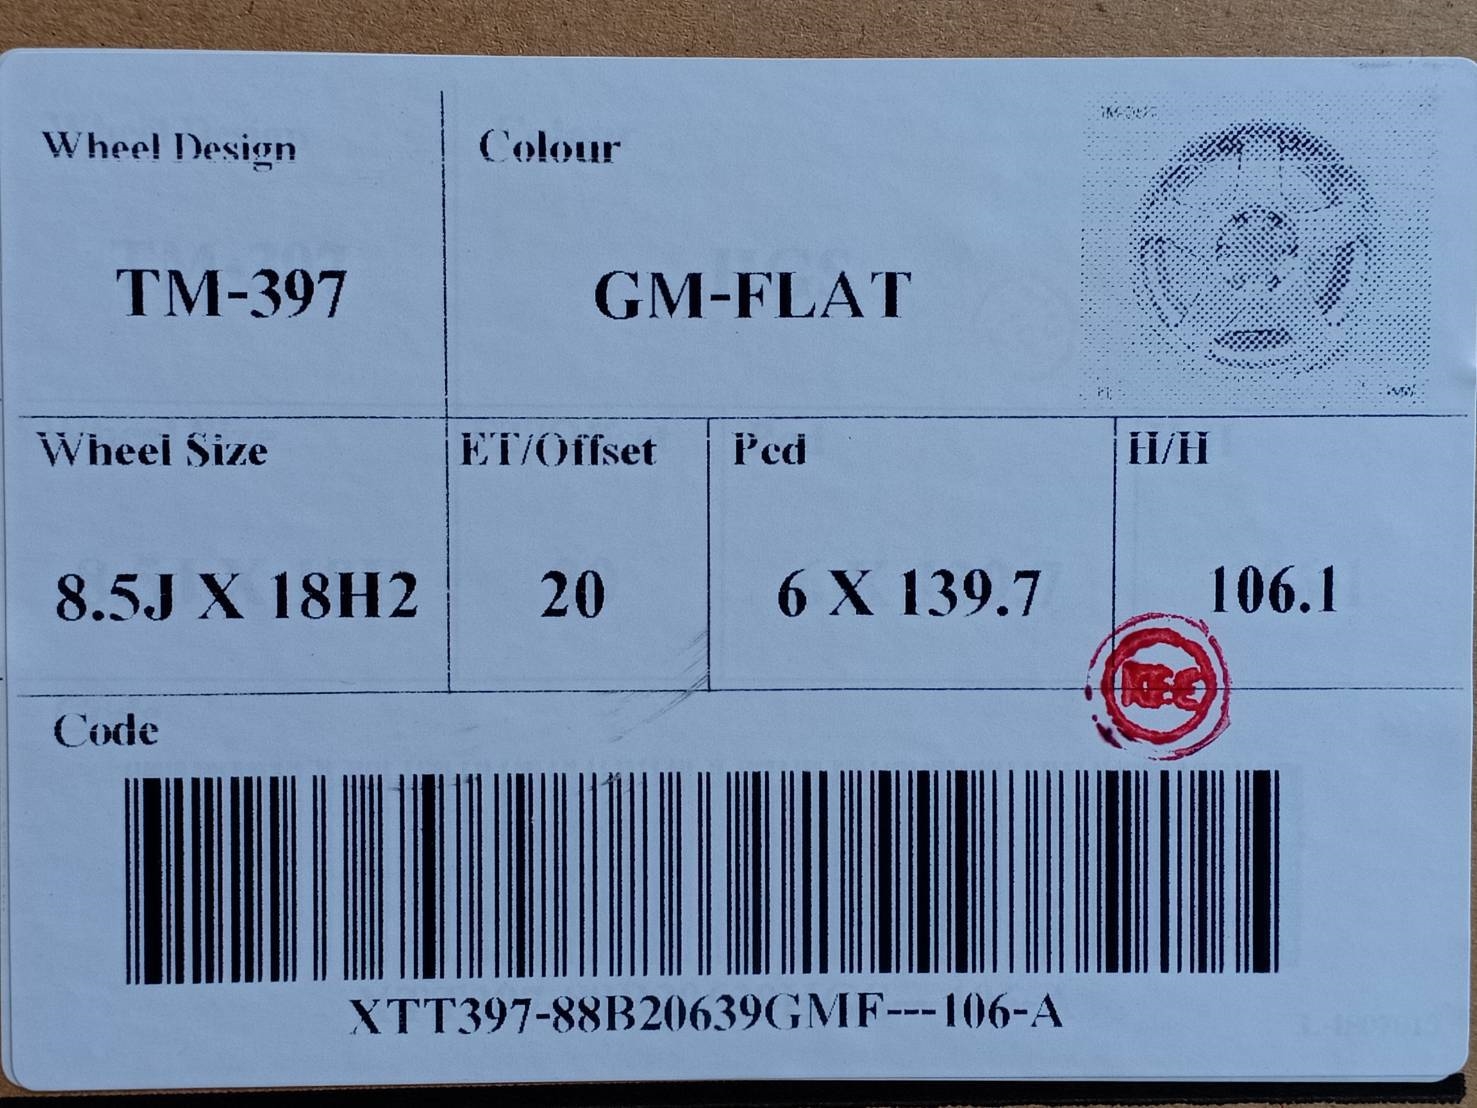 Wheel Design
Colour
TM-397
GM-FLAT
Wheel Size
ET/Offset
Pcd
H/H
8.5J X 18H2
20
6 X 139.7
106.1
Code
XTT397-88B20639GMF---106-A